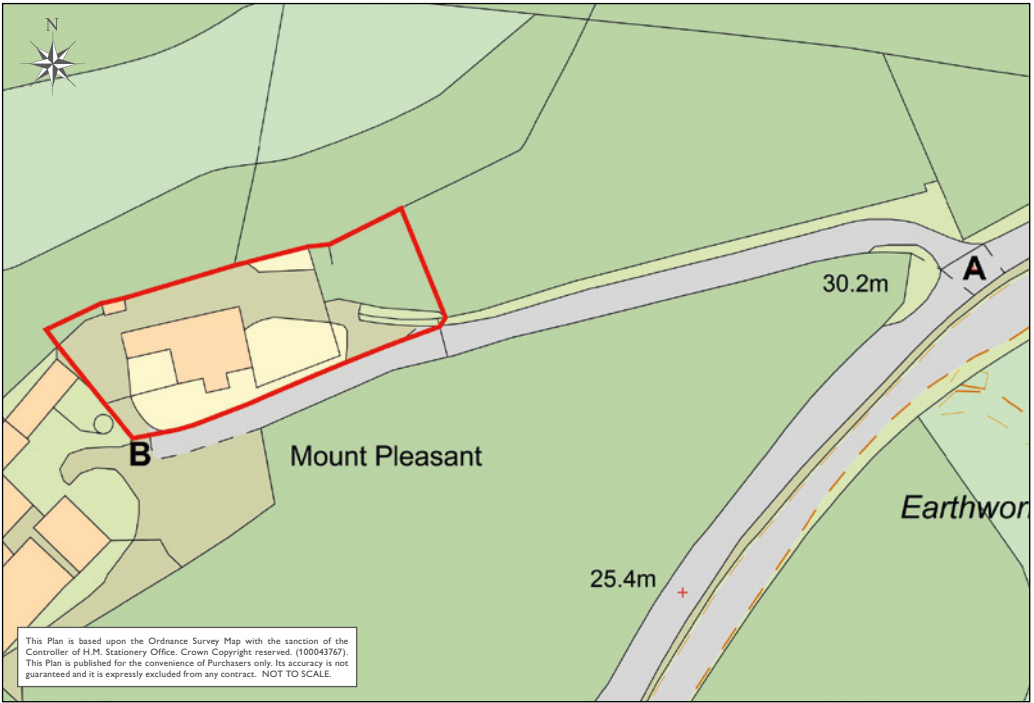 N
A
30.2m
B
Mount Pleasant
Earthwor
25.4m
This Plan is based upon the Ordnance Survey Map with the sanction of the
Controller of H.M. Stationery Office. Crown Copyright reserved. (100043767).
This Plan is published for the convenience of Purchasers only. Its accuracy is not
guaranteed and it is expressly excluded from any contract. NOT TO SCALE.